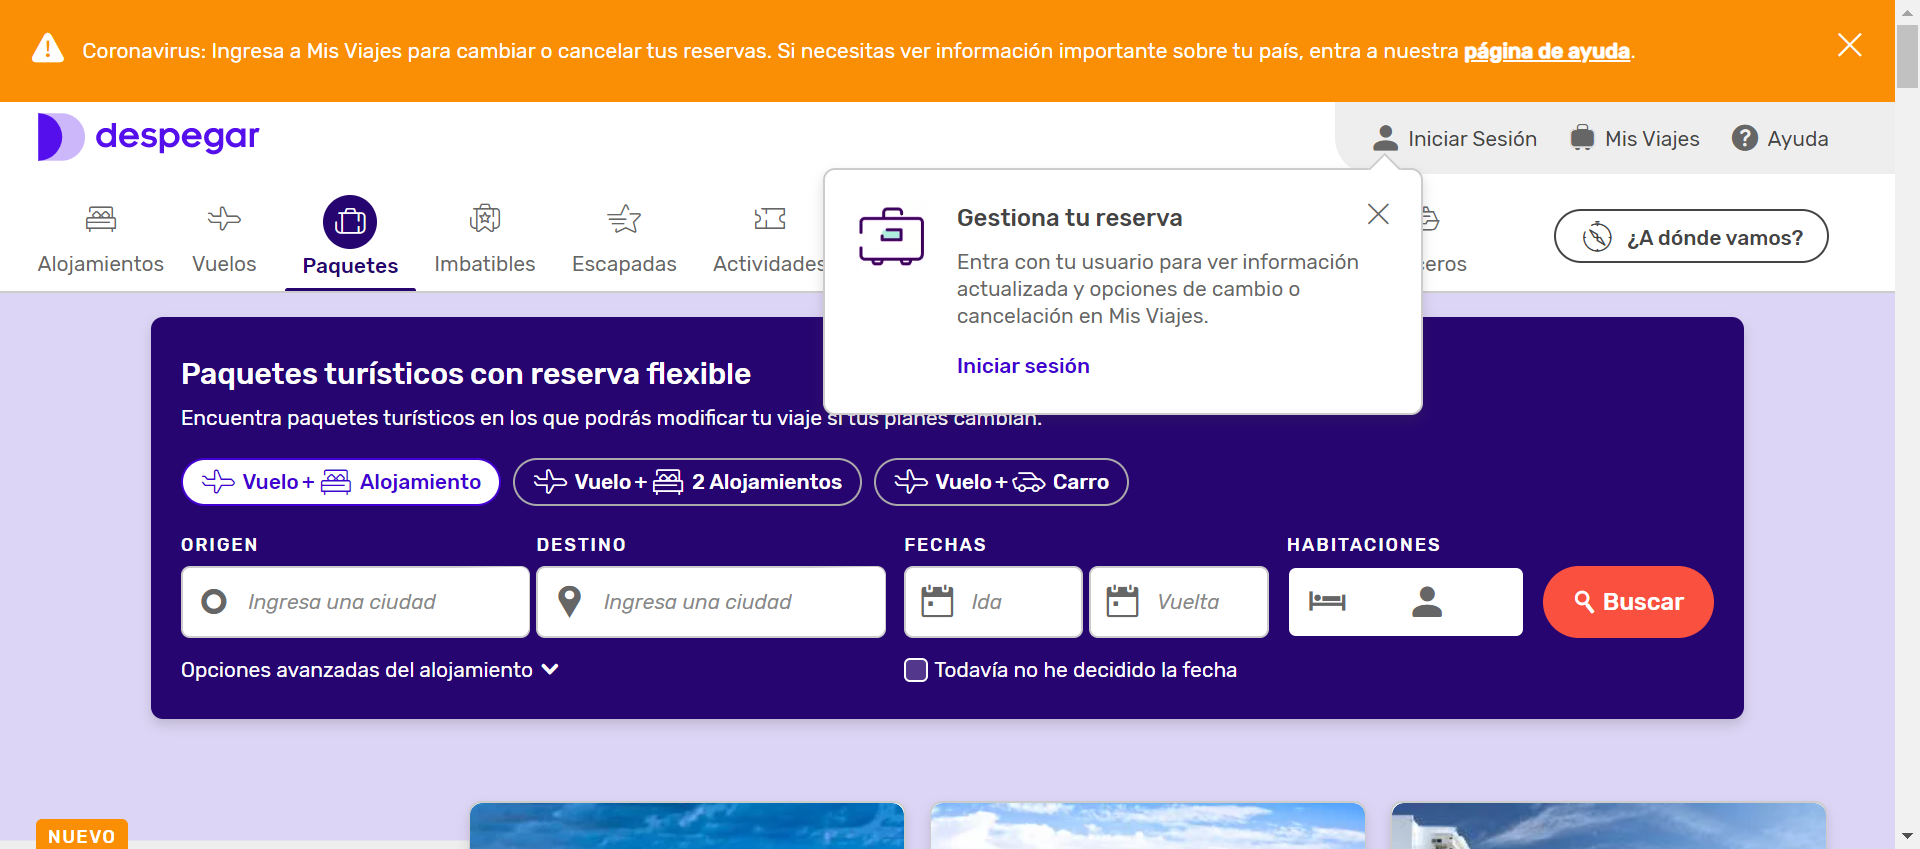 Coronavirus: Ingresa a Mis Viajes para cambiar o cancelar tus reservas. Si necesitas ver información importante sobre tu país, entra a nuestra página de ayuda.
despegar
Iniciar Sesión
Mis Viajes
Ayuda
Alojamientos
Vuelos
Paquetes
Imbatibles
Escapadas
Actividades
ceros
¿A dónde vamos?
Gestiona tu reserva
Entra con tu usuario para ver información
actualizada y opciones de cambio o
cancelación en Mis Viajes.
Iniciar sesión
Paquetes turísticos con reserva flexible
Encuentra paquetes turísticos en los que podrás modificar tu viaje si tus planes cambian.
Vuelo + Alojamiento
Vuelo + 2 Alojamientos
Vuelo + Carro
ORIGEN
DESTINO
FECHAS
HABITACIONES
Ingresa una ciudad
Ingresa una ciudad
Ida
Vuelta
Buscar
Opciones avanzadas del alojamiento
Todavía no he decidido la fecha
NUEVO